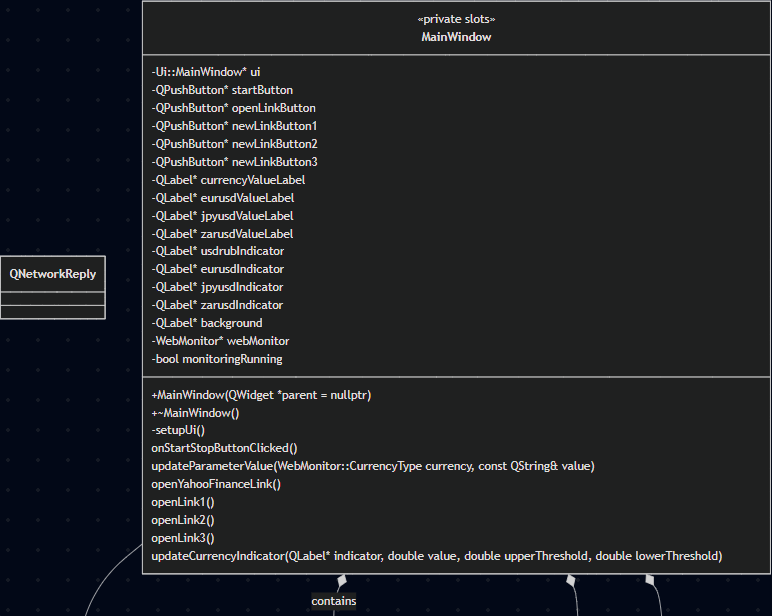 «private slots»
MainWindow
-Ui::MainWindow* ui
-QPushButton* startButton
-QPushButton* openLinkButton
-QPushButton* newLinkButton1
-QPushButton* newLinkButton2
-QPushButton* newLinkButton3
-QLabel* currencyValueLabel
-QLabel* eurusdValueLabel
-QLabel* jpyusdValueLabel
-QLabel* zarusdValueLabel
-QLabel* usdrubIndicator
-QLabel* eurusdIndicator
-QLabel* jpyusdIndicator
-QLabel* zarusdIndicator
-QLabel* background
-WebMonitor* webMonitor
-bool monitoringRunning
QNetworkReply
+MainWindow(QWidget *parent = nullptr)
+~MainWindow()
-setupUi()
onStartStopButtonClicked()
updateParameterValue(WebMonitor::CurrencyType currency, const QString& value)
openYahooFinanceLink()
openLink1()
openLink2()
openLink3()
updateCurrencyIndicator(QLabel* indicator, double value, double upperThreshold, double lowerThreshold)
contains